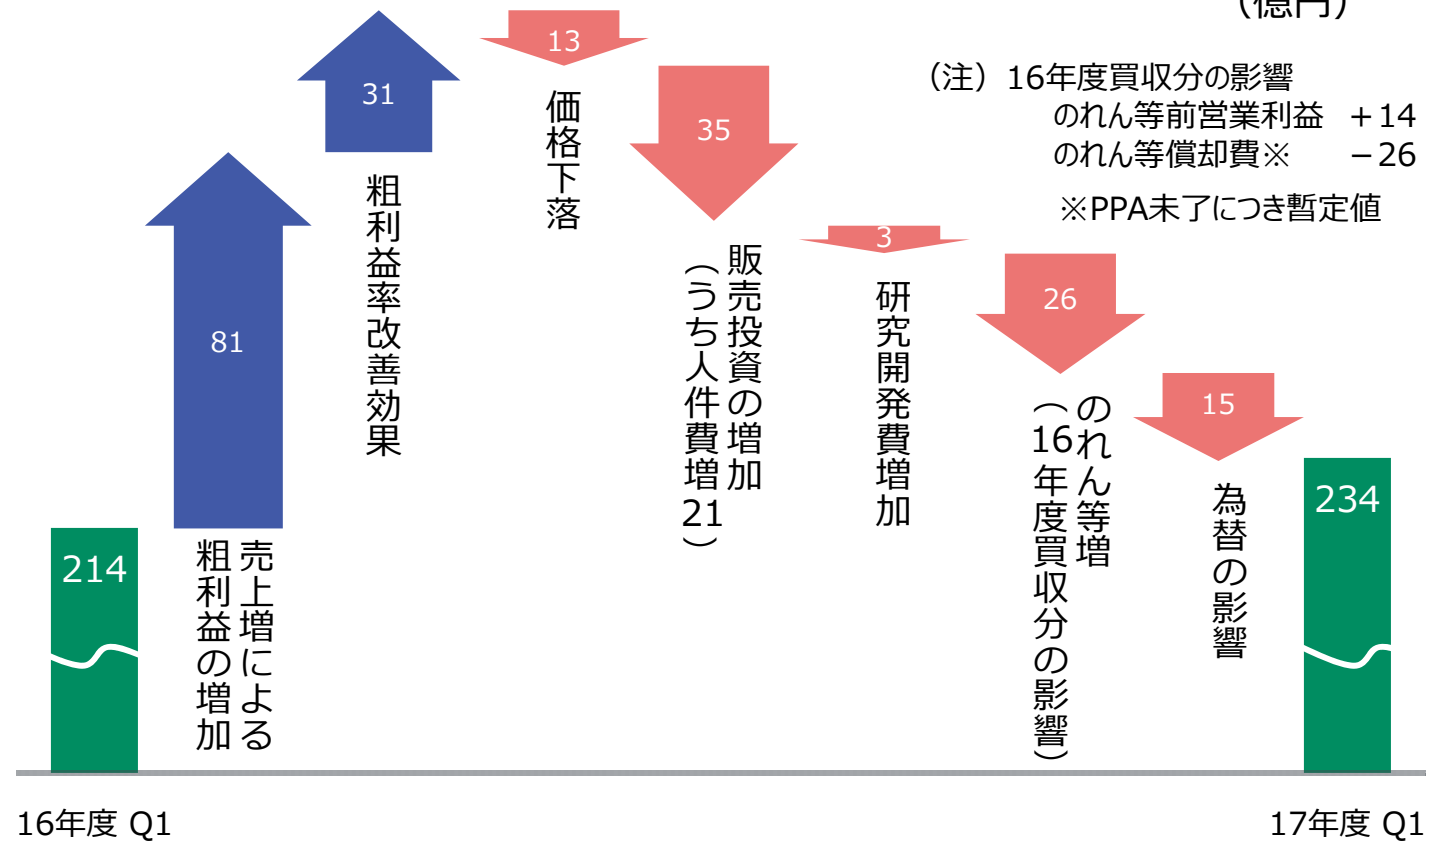 （億円）
（注）16年度買収分の影響
のれん等前営業利益 ＋14
のれん等償却費※ －26
※PPA未了につき暫定値
214
81
売上増による
粗利益の増加
31
粗利益率改善効果
13
価格下落
35
販売投資の増加
（うち人件費増21）
3
研究開発費増加
26
のれん等増
（16年度買収分の影響）
15
為替の影響
234
16年度 Q1
17年度 Q1